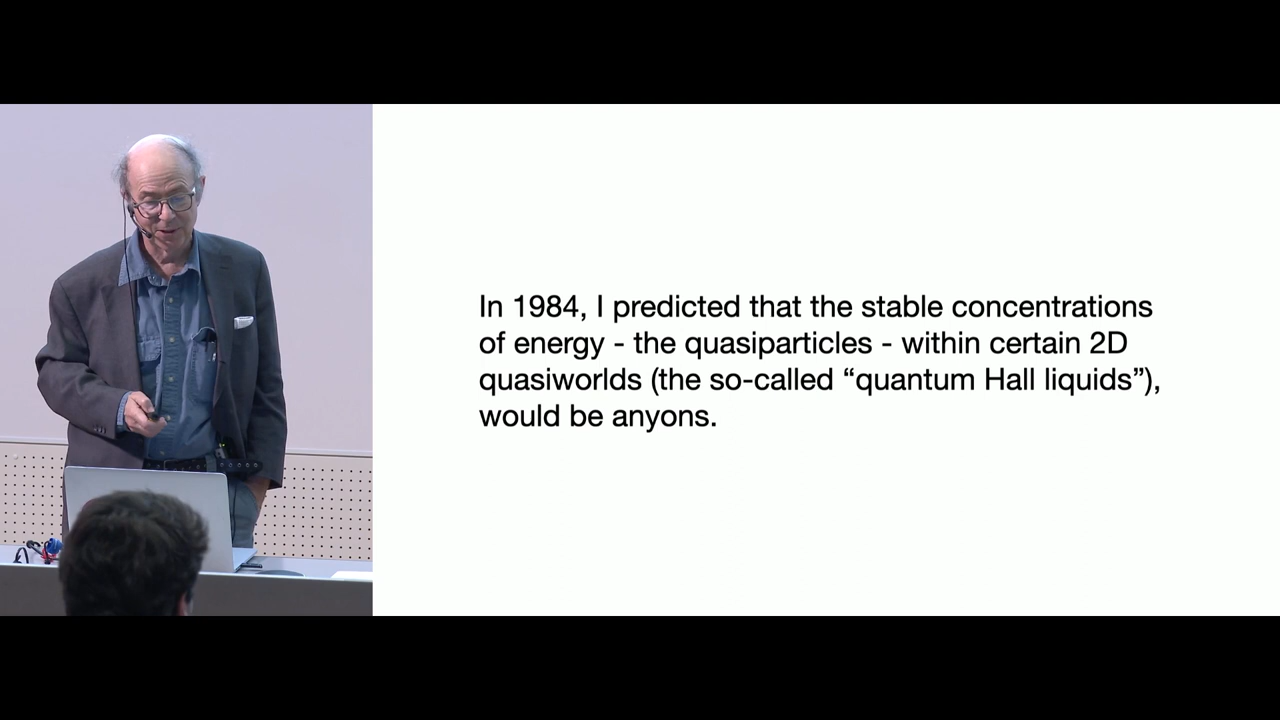 In 1984, I predicted that the stable concentrations
of energy - the quasiparticles - within certain 2D
quasiworlds (the so-called “quantum Hall liquids”),
would be anyons.